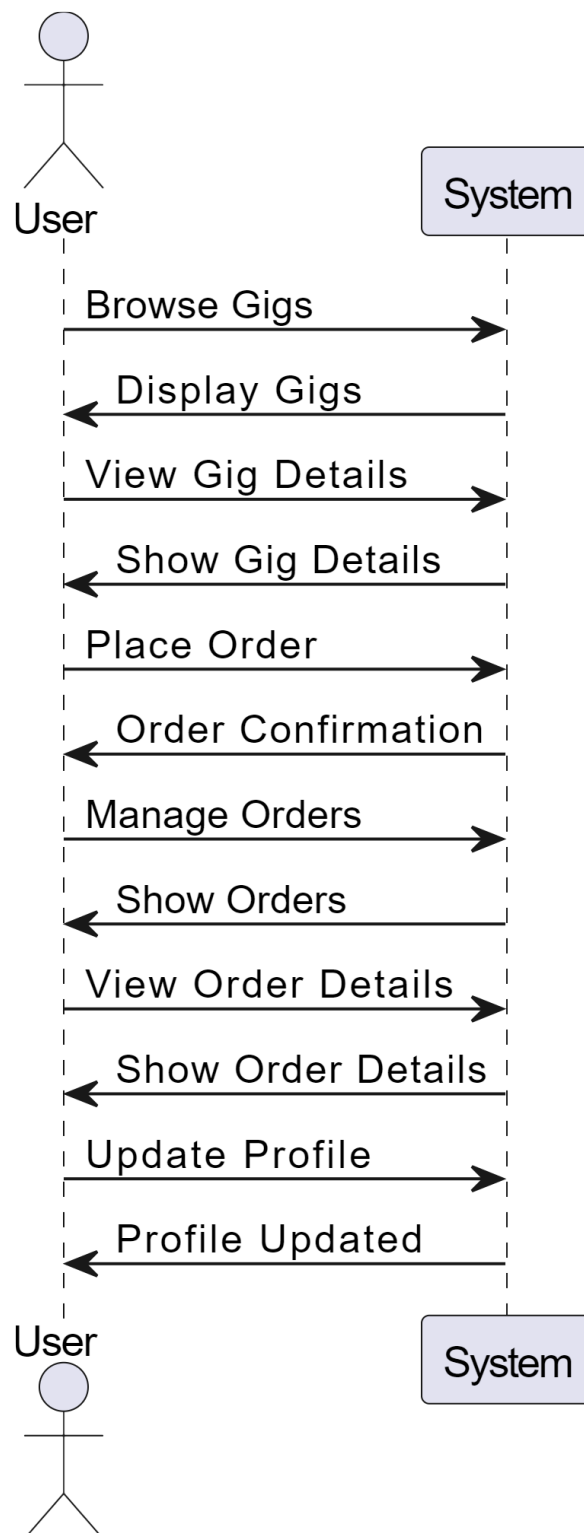 User
System
Browse Gigs
Display Gigs
View Gig Details
Show Gig Details
Place Order
Order Confirmation
Manage Orders
Show Orders
View Order Details
Show Order Details
Update Profile
Profile Updated
User
System